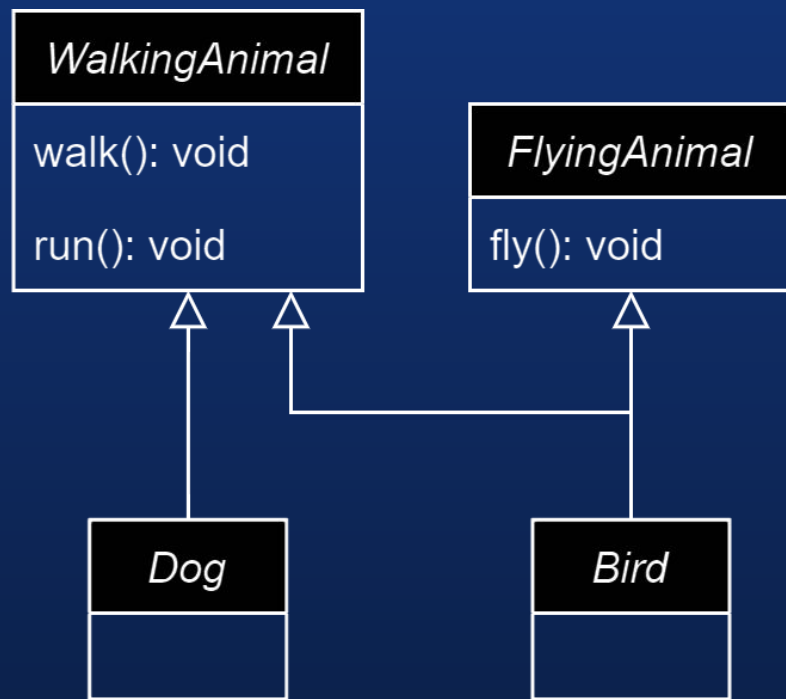 WalkingAnimal
walk(): void
run(): void
FlyingAnimal
fly(): void
Dog
Bird